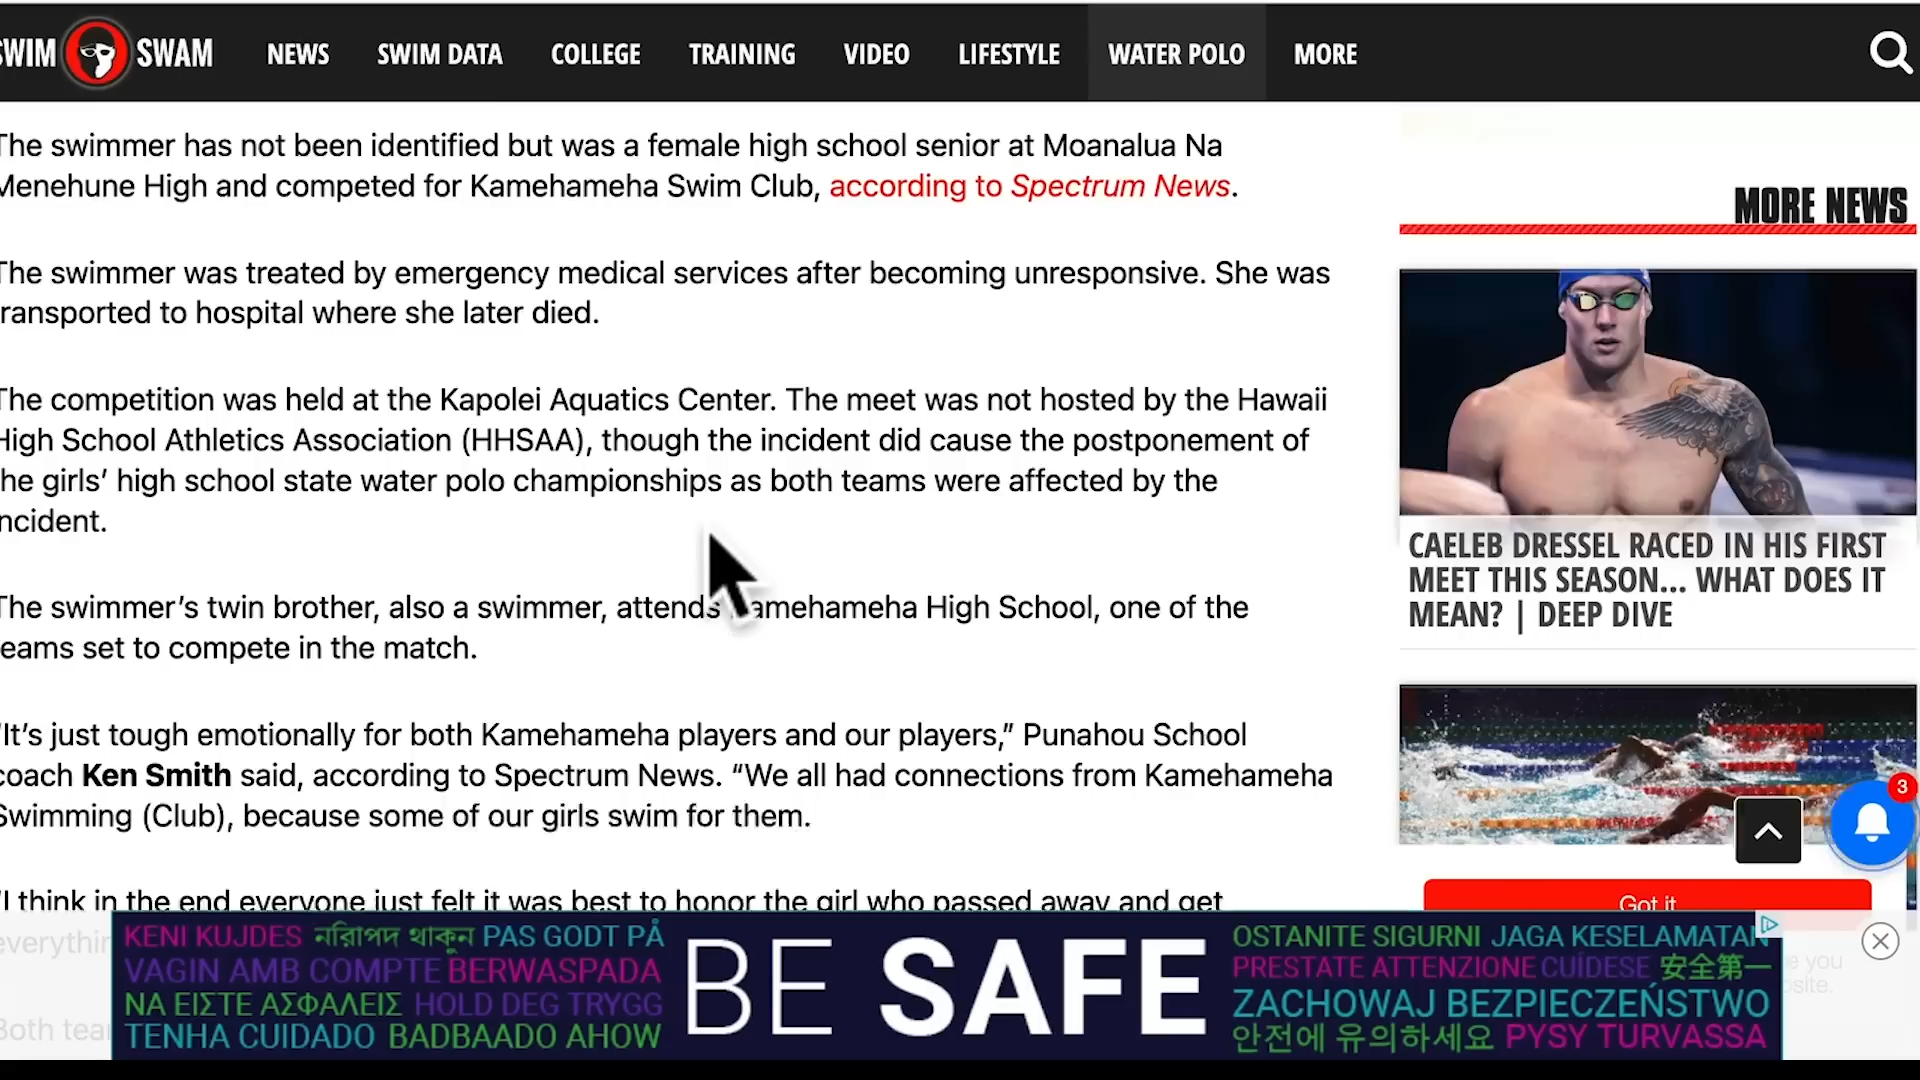 SWIM SWAM NEWS SWIM DATA COLLEGE TRAINING VIDEO LIFESTYLE WATER POLO MORE
The swimmer has not been identified but was a female high school senior at Moanalua Na
Menehune High and competed for Kamehameha Swim Club, according to Spectrum News.
The swimmer was treated by emergency medical services after becoming unresponsive. She was
transported to hospital where she later died.
The competition was held at the Kapolei Aquatics Center. The meet was not hosted by the Hawaii
High School Athletics Association (HHSAA), though the incident did cause the postponement of
the girls’ high school state water polo championships as both teams were affected by the
incident.
The swimmer’s twin brother, also a swimmer, attends Kamehameha High School, one of the
teams set to compete in the match.
“It’s just tough emotionally for both Kamehameha players and our players,” Punahou School
coach Ken Smith said, according to Spectrum News. “We all had connections from Kamehameha
Swimming (Club), because some of our girls swim for them.
“I think in the end everyone just felt it was best to honor the girl who passed away and get
everythin
Both tea
MORE NEWS
CAELEB DRESSEL RACED IN HIS FIRST
MEET THIS SEASON... WHAT DOES IT
MEAN? | DEEP DIVE
3
Got it
e you
site.
KENI KUJDES নিরাপদ থাকুন PAS GODT PÅ
VAGIN AMB COMPTE BERWASPADA
ΝΑ ΕΙΣΤΕ ΑΣΦΑΛΕΙΣ HOLD DEG TRYGG
TENHA CUIDADO BADBAADO AHOW
BE SAFE
OSTANITE SIGURNI JAGA KESELAMATAN
PRESTATE ATTENZIONE CUÍDESE 安全第一
ZACHOWAJ BEZPIECZEŃSTWO
안전에 유의하세요 PYSY TURVASSA